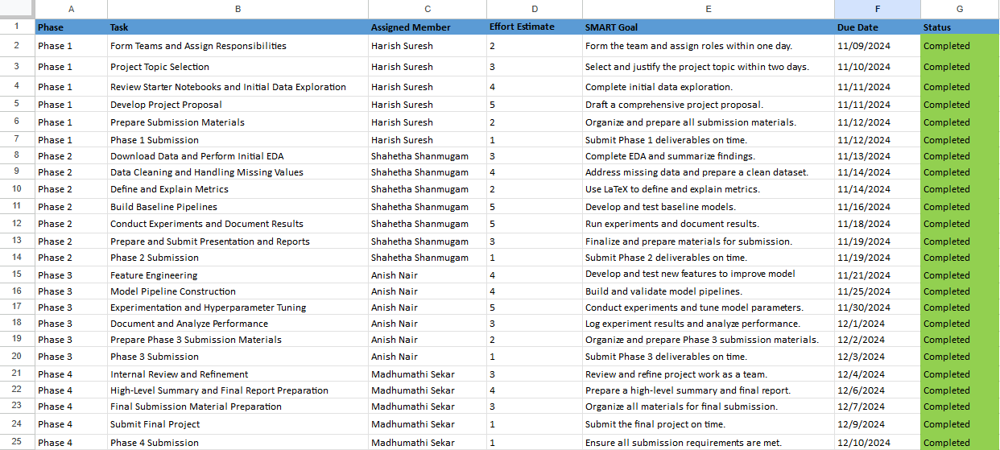 A B C D E F G
1 Phase Task Assigned Member Effort Estimate SMART Goal Due Date Status
2 Phase 1 Form Teams and Assign Responsibilities Harish Suresh 2 Form the team and assign roles within one day. 11/09/2024 Completed
3 Phase 1 Project Topic Selection Harish Suresh 3 Select and justify the project topic within two days. 11/10/2024 Completed
4 Phase 1 Review Starter Notebooks and Initial Data Exploration Harish Suresh 4 Complete initial data exploration. 11/11/2024 Completed
5 Phase 1 Develop Project Proposal Harish Suresh 5 Draft a comprehensive project proposal. 11/11/2024 Completed
6 Phase 1 Prepare Submission Materials Harish Suresh 2 Organize and prepare all submission materials. 11/12/2024 Completed
7 Phase 1 Phase 1 Submission Harish Suresh 1 Submit Phase 1 deliverables on time. 11/12/2024 Completed
8 Phase 2 Download Data and Perform Initial EDA Shahetha Shanmugam 3 Complete EDA and summarize findings. 11/13/2024 Completed
9 Phase 2 Data Cleaning and Handling Missing Values Shahetha Shanmugam 4 Address missing data and prepare a clean dataset. 11/14/2024 Completed
10 Phase 2 Define and Explain Metrics Shahetha Shanmugam 2 Use LaTeX to define and explain metrics. 11/14/2024 Completed
11 Phase 2 Build Baseline Pipelines Shahetha Shanmugam 5 Develop and test baseline models. 11/16/2024 Completed
12 Phase 2 Conduct Experiments and Document Results Shahetha Shanmugam 5 Run experiments and document results. 11/18/2024 Completed
13 Phase 2 Prepare and Submit Presentation and Reports Shahetha Shanmugam 3 Finalize and prepare materials for submission. 11/19/2024 Completed
14 Phase 2 Phase 2 Submission Shahetha Shanmugam 1 Submit Phase 2 deliverables on time. 11/19/2024 Completed
15 Phase 3 Feature Engineering Anish Nair 4 Develop and test new features to improve model 11/21/2024 Completed
16 Phase 3 Model Pipeline Construction Anish Nair 4 Build and validate model pipelines. 11/25/2024 Completed
17 Phase 3 Experimentation and Hyperparameter Tuning Anish Nair 5 Conduct experiments and tune model parameters. 11/30/2024 Completed
18 Phase 3 Document and Analyze Performance Anish Nair 3 Log experiment results and analyze performance. 12/1/2024 Completed
19 Phase 3 Prepare Phase 3 Submission Materials Anish Nair 2 Organize and prepare Phase 3 submission materials. 12/2/2024 Completed
20 Phase 3 Phase 3 Submission Anish Nair 1 Submit Phase 3 deliverables on time. 12/3/2024 Completed
21 Phase 4 Internal Review and Refinement Madhumathi Sekar 3 Review and refine project work as a team. 12/4/2024 Completed
22 Phase 4 High-Level Summary and Final Report Preparation Madhumathi Sekar 4 Prepare a high-level summary and final report. 12/6/2024 Completed
23 Phase 4 Final Submission Material Preparation Madhumathi Sekar 3 Organize all materials for final submission. 12/7/2024 Completed
24 Phase 4 Submit Final Project Madhumathi Sekar 1 Submit the final project on time. 12/9/2024 Completed
25 Phase 4 Phase 4 Submission Madhumathi Sekar 1 Ensure all submission requirements are met. 12/10/2024 Completed